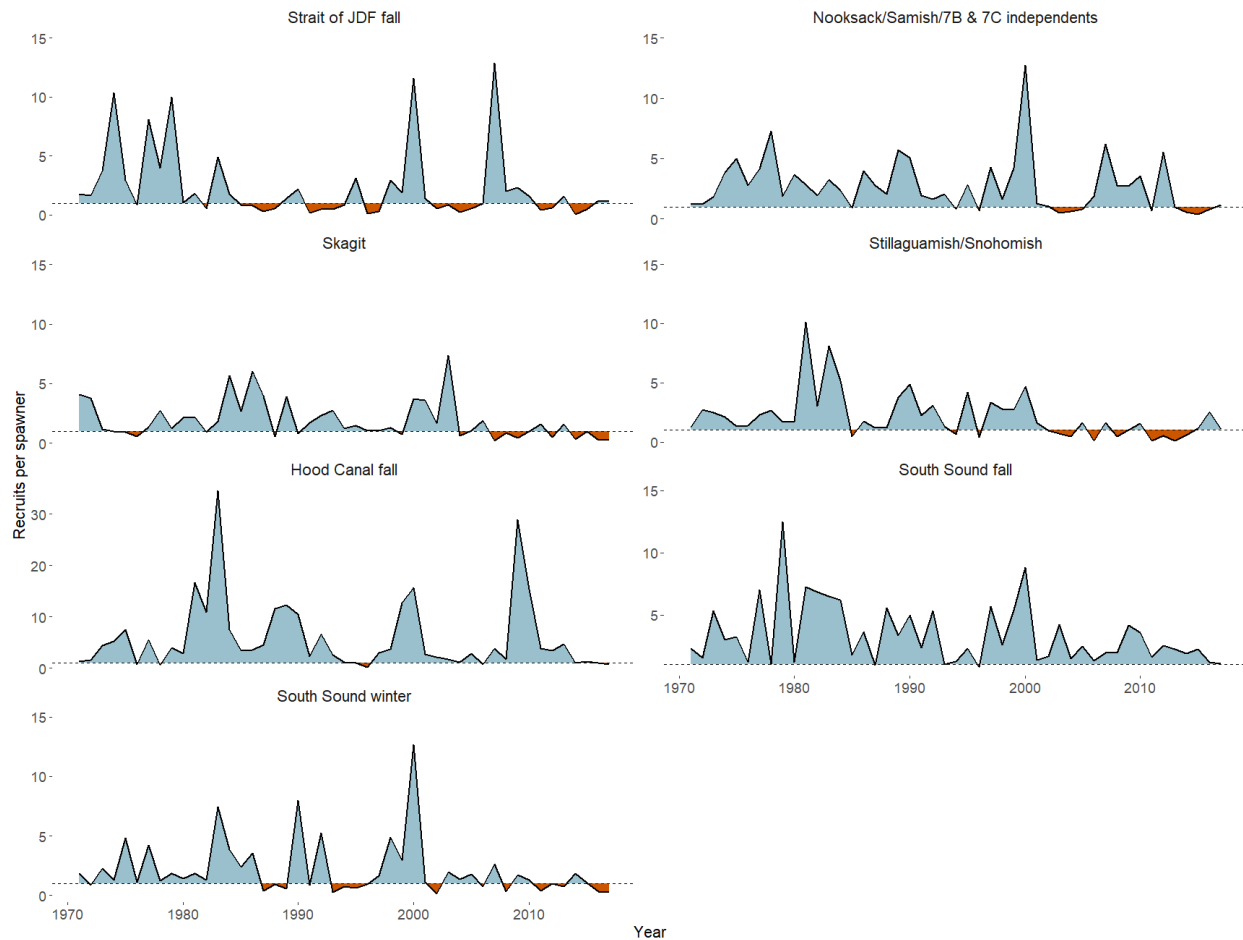 Strait of JDF fall
15
10
5
0
Nooksack/Samish/7B & 7C independents
15
10
5
0
Skagit
15
10
5
0
Stillaguamish/Snohomish
15
10
5
0
Hood Canal fall
30
20
10
0
South Sound fall
15
10
5
1970 1980 1990 2000 2010
South Sound winter
15
10
5
0
1970 1980 1990 2000 2010
Recruits per spawner
Year